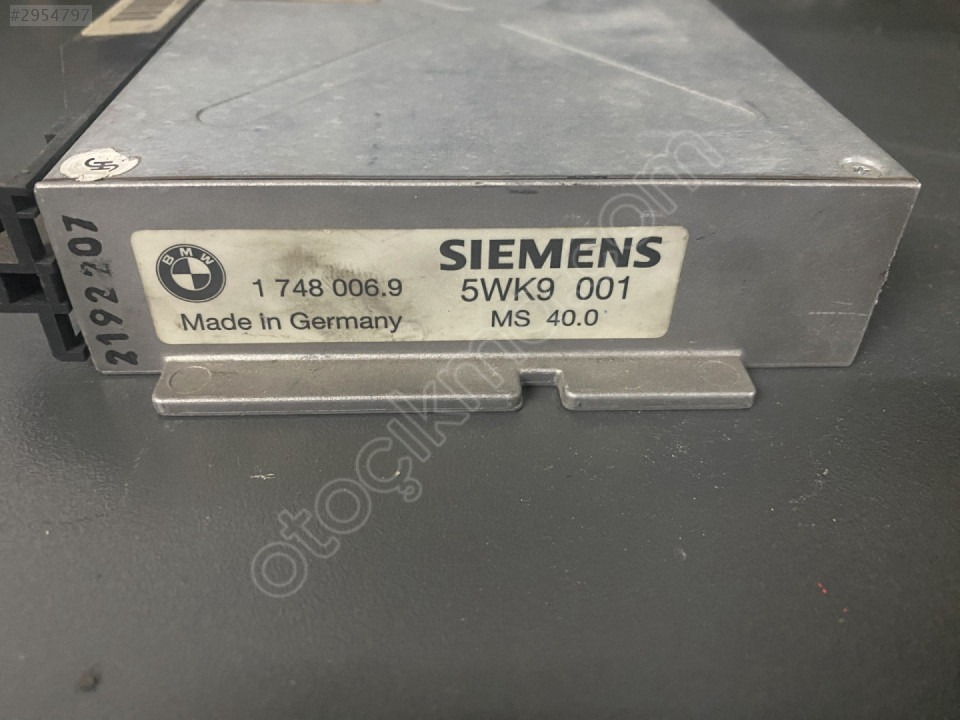 #2954797
2192207
BMW
1 748 006.9
Made in Germany
SIEMENS
5WK9 001
MS 40.0
otoçıkma.com